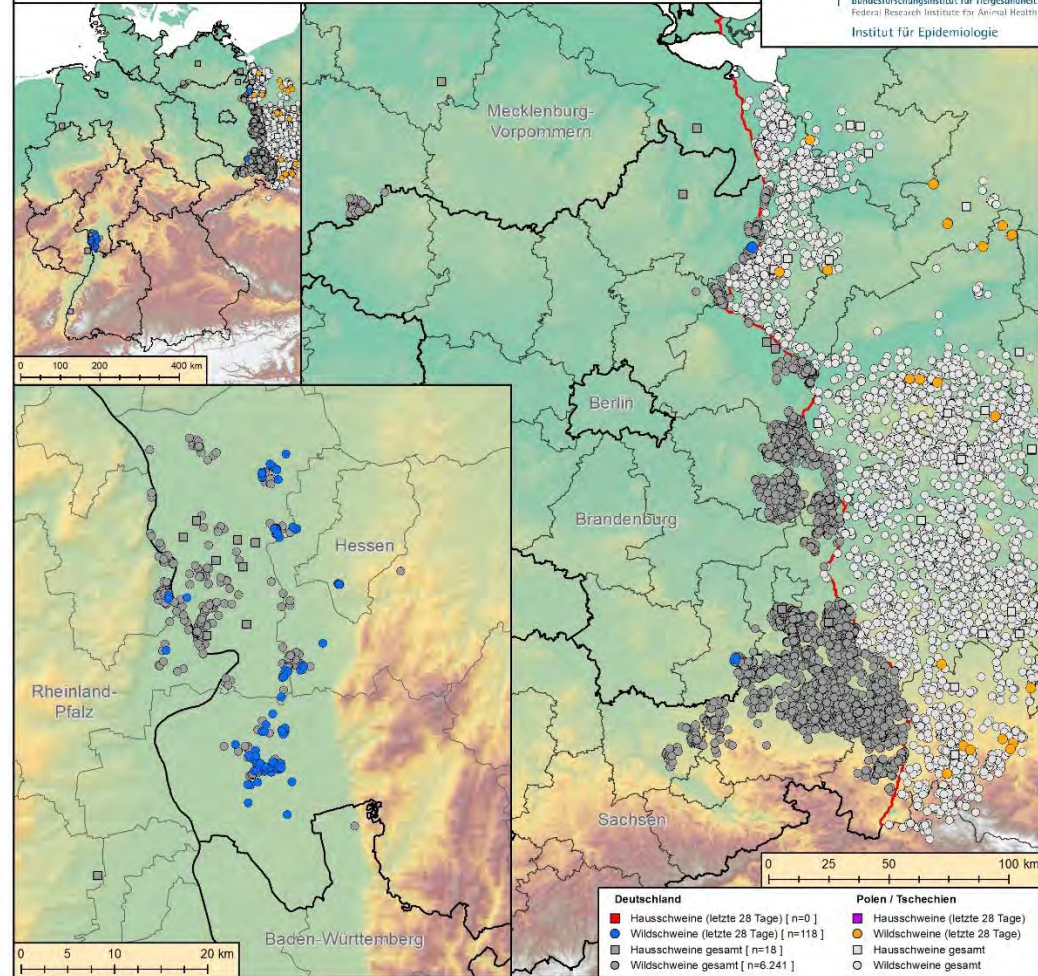 Bundesforschungsinstitut für Tiergesundheit
Federal Research Institute for Animal Health
Institut für Epidemiologie
Mecklenburg-
Vorpommern
0 100 200 400 km
Berlin
Brandenburg
Hessen
Rheinland-
Pfalz
Sachsen
Baden-Württemberg
0 5 10 20 km
0 25 50 100 km
Deutschland
Hausschweine (letzte 28 Tage) [ n=0 ]
Wildschweine (letzte 28 Tage) [ n=118 ]
Hausschweine gesamt [ n=18 ]
Wildschweine gesamt [ n=6.241 ]
Polen / Tschechien
Hausschweine (letzte 28 Tage)
Wildschweine (letzte 28 Tage)
Hausschweine gesamt
Wildschweine gesamt